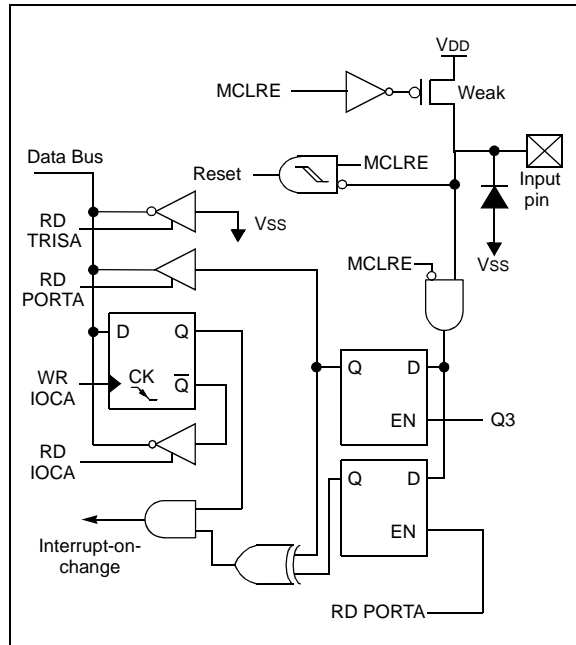 VDD
MCLRE
Weak
Data Bus
MCLRE
Reset
Input
pin
RD
TRISA
VSS
VSS
RD
PORTA
MCLRE
D
Q
Q
D
WR
IOCA
CK
Q
EN
Q3
RD
IOCA
Q
D
EN
Interrupt-on-
change
RD PORTA